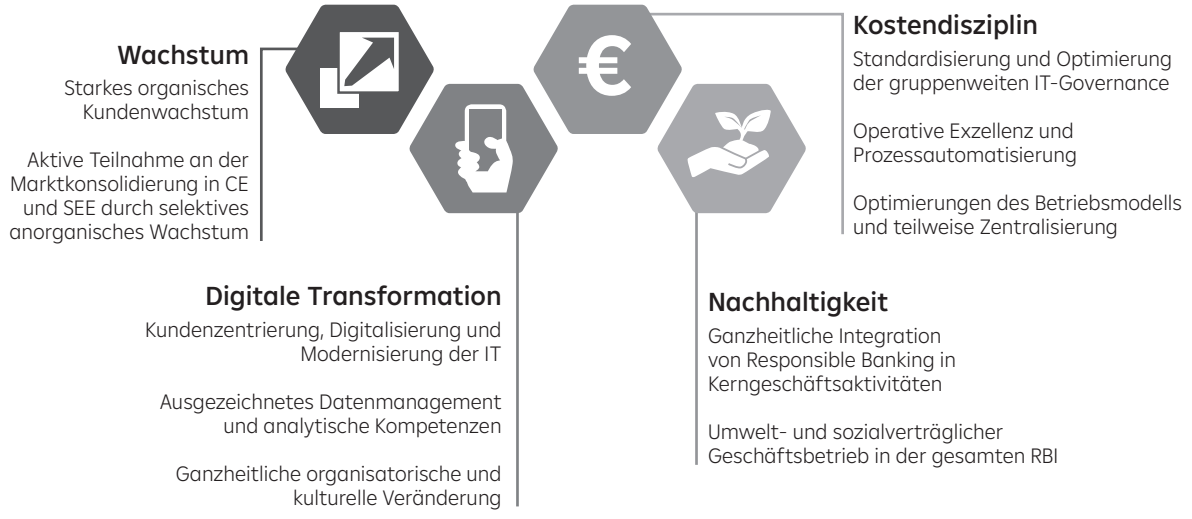 Wachstum
Starkes organisches
Kundenwachstum
Aktive Teilnahme an der
Marktkonsolidierung in CE
und SEE durch selektives
anorganisches Wachstum
Digitale Transformation
Kundenzentrierung, Digitalisierung und
Modernisierung der IT
Ausgezeichnetes Datenmanagement
und analytische Kompetenzen
Ganzheitliche organisatorische und
kulturelle Veränderung
€
Kostendisziplin
Standardisierung und Optimierung
der gruppenweiten IT-Governance
Operative Exzellenz und
Prozessautomatisierung
Optimierungen des Betriebsmodells
und teilweise Zentralisierung
Nachhaltigkeit
Ganzheitliche Integration
von Responsible Banking in
Kerngeschäftsaktivitäten
Umwelt- und sozialverträglicher
Geschäftsbetrieb in der gesamten RBI